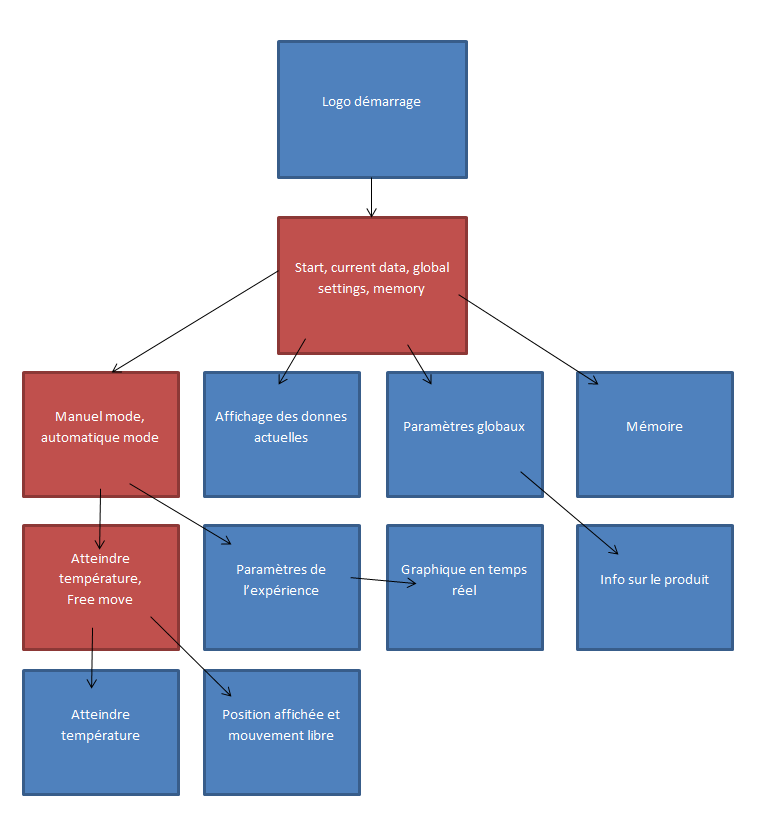 Logo démarrage
Start, current data, global
settings, memory
Manuel mode,
automatique mode
Affichage des donnes
actuelles
Paramètres globaux
Mémoire
Atteindre
température,
Free move
Paramètres de
l’expérience
Graphique en temps
réel
Info sur le produit
Atteindre
température
Position affichée et
mouvement libre